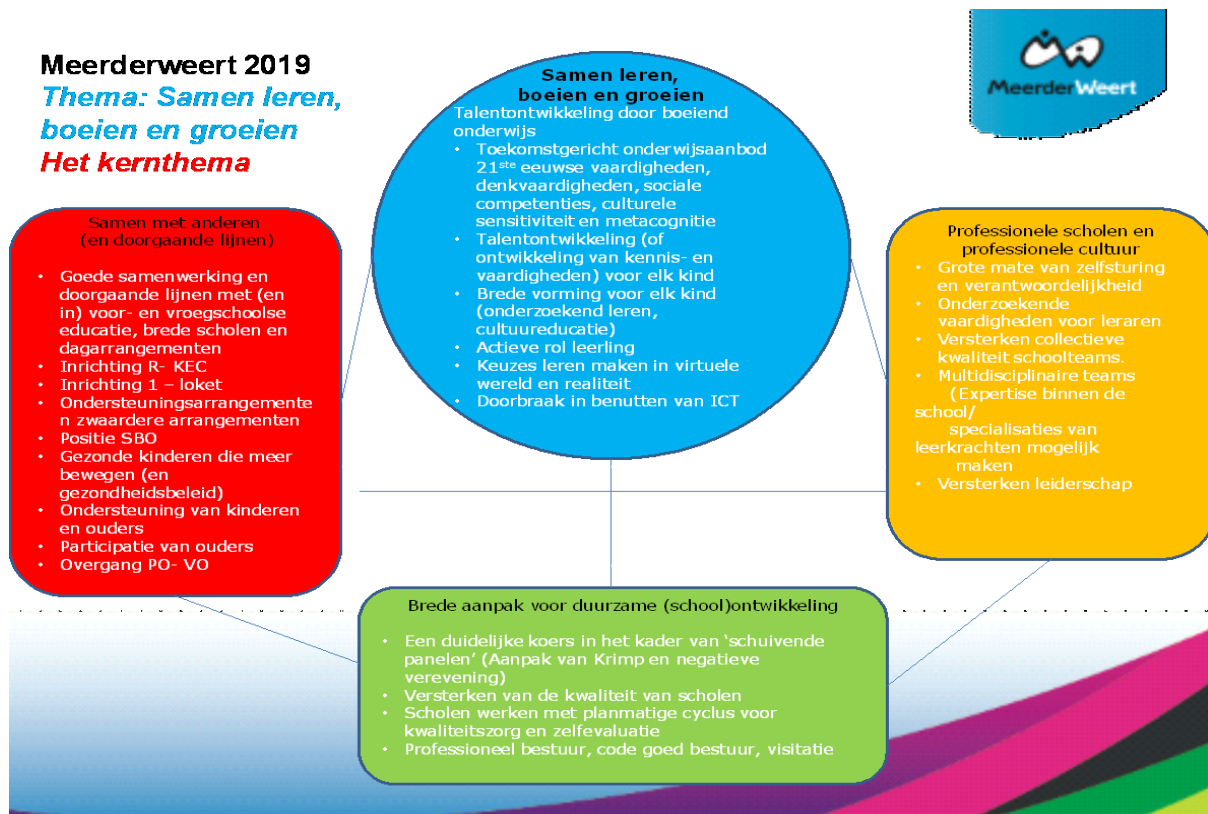 Meerderweert 2019
Thema: Samen leren,
boeien en groeien
Het kernthema
MeerderWeert
Samen leren,
boeien en groeien
Talentontwikkeling door boeiend
onderwijs
• Toekomstgericht onderwijsaanbod
21ste eeuwse vaardigheden,
denkvaardigheden, sociale
competenties, culturele
sensitiviteit en metacognitie
• Talentontwikkeling (of
ontwikkeling van kennis- en
vaardigheden) voor elk kind
• Brede vorming voor elk kind
(onderzoekend leren,
cultuureducatie)
• Actieve rol leerling
• Keuzes leren maken in virtuele
wereld en realiteit
• Doorbraak in benutten van ICT
Samen met anderen
(en doorgaande lijnen)
• Goede samenwerking en
doorgaande lijnen met (en
in) voor- en vroegschoolse
educatie, brede scholen en
dagarrangementen
• Inrichting R- KEC
• Inrichting 1 – loket
• Ondersteuningsarrangemente
n zwaardere arrangementen
• Positie SBO
• Gezonde kinderen die meer
bewegen (en
gezondheidsbeleid)
• Ondersteuning van kinderen
en ouders
• Participatie van ouders
• Overgang PO- VO
Professionele scholen en
professionele cultuur
• Grote mate van zelfsturing
en verantwoordelijkheid
• Onderzoekende
vaardigheden voor leraren
• Versterken collectieve
kwaliteit schoolteams.
• Multidisciplinaire teams
(Expertise binnen de
school/
specialisaties van
leerkrachten mogelijk
maken
• Versterken leiderschap
Brede aanpak voor duurzame (school)ontwikkeling
• Een duidelijke koers in het kader van ‘schuivende
panelen’ (Aanpak van Krimp en negatieve
verevening)
• Versterken van de kwaliteit van scholen
• Scholen werken met planmatige cyclus voor
kwaliteitszorg en zelfevaluatie
• Professioneel bestuur, code goed bestuur, visitatie